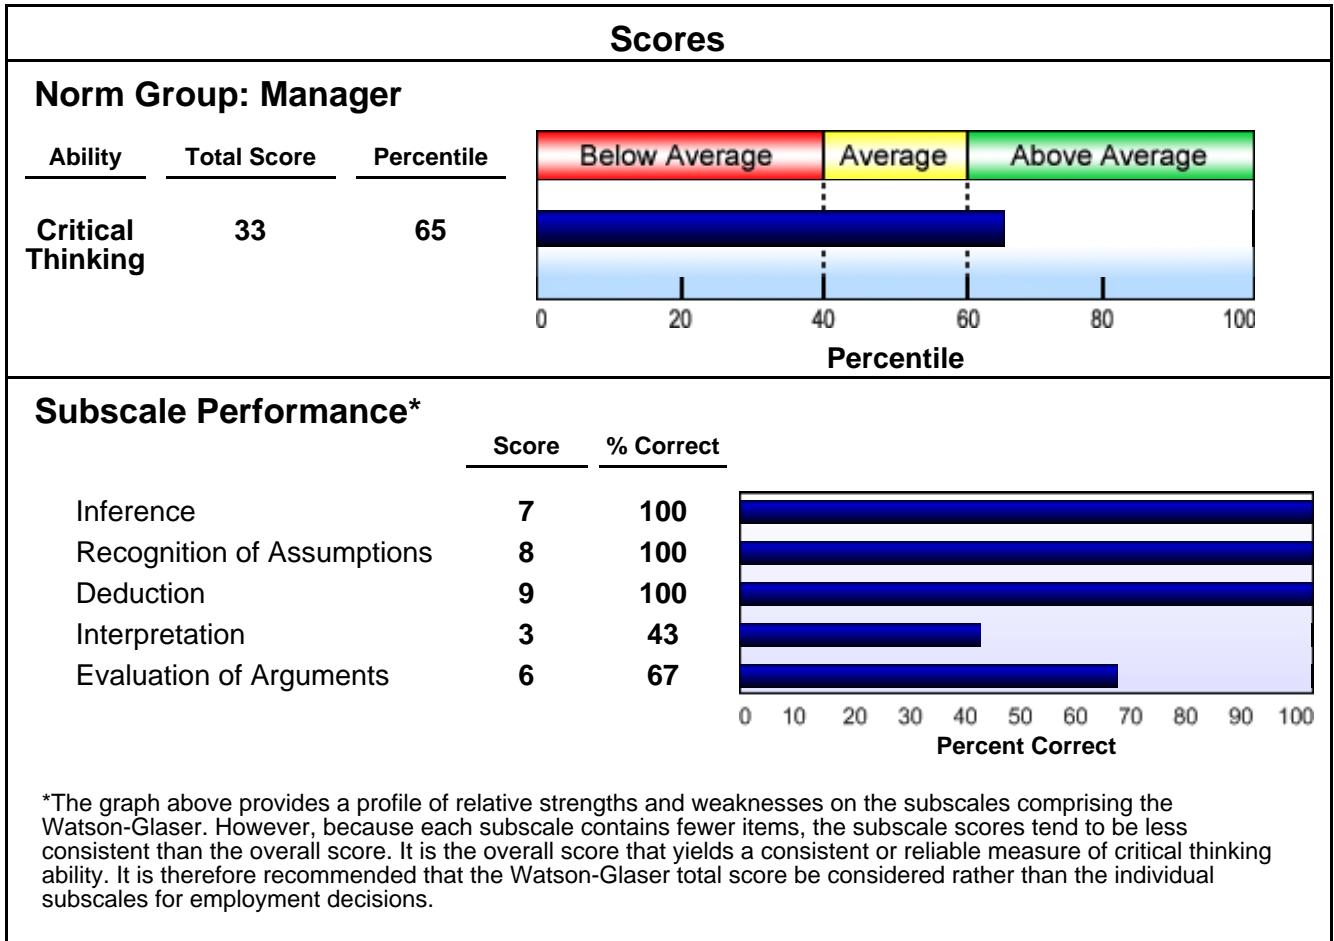 Scores
Norm Group: Manager
Ability Total Score Percentile
Below Average Average Above Average
Critical Thinking 33 65
0 20 40 60 80 100
Percentile
Subscale Performance*
Score % Correct
Inference 7 100
Recognition of Assumptions 8 100
Deduction 9 100
Interpretation 3 43
Evaluation of Arguments 6 67
0 10 20 30 40 50 60 70 80 90 100
Percent Correct
*The graph above provides a profile of relative strengths and weaknesses on the subscales comprising the
Watson-Glaser. However, because each subscale contains fewer items, the subscale scores tend to be less
consistent than the overall score. It is the overall score that yields a consistent or reliable measure of critical thinking
ability. It is therefore recommended that the Watson-Glaser total score be considered rather than the individual
subscales for employment decisions.